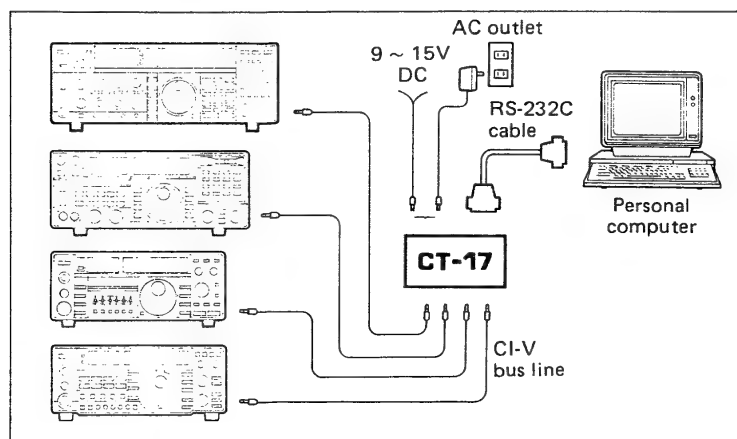 AC outlet
9 ~ 15V
DC
RS-232C
cable
Personal
computer
CT-17
CI-V
bus line